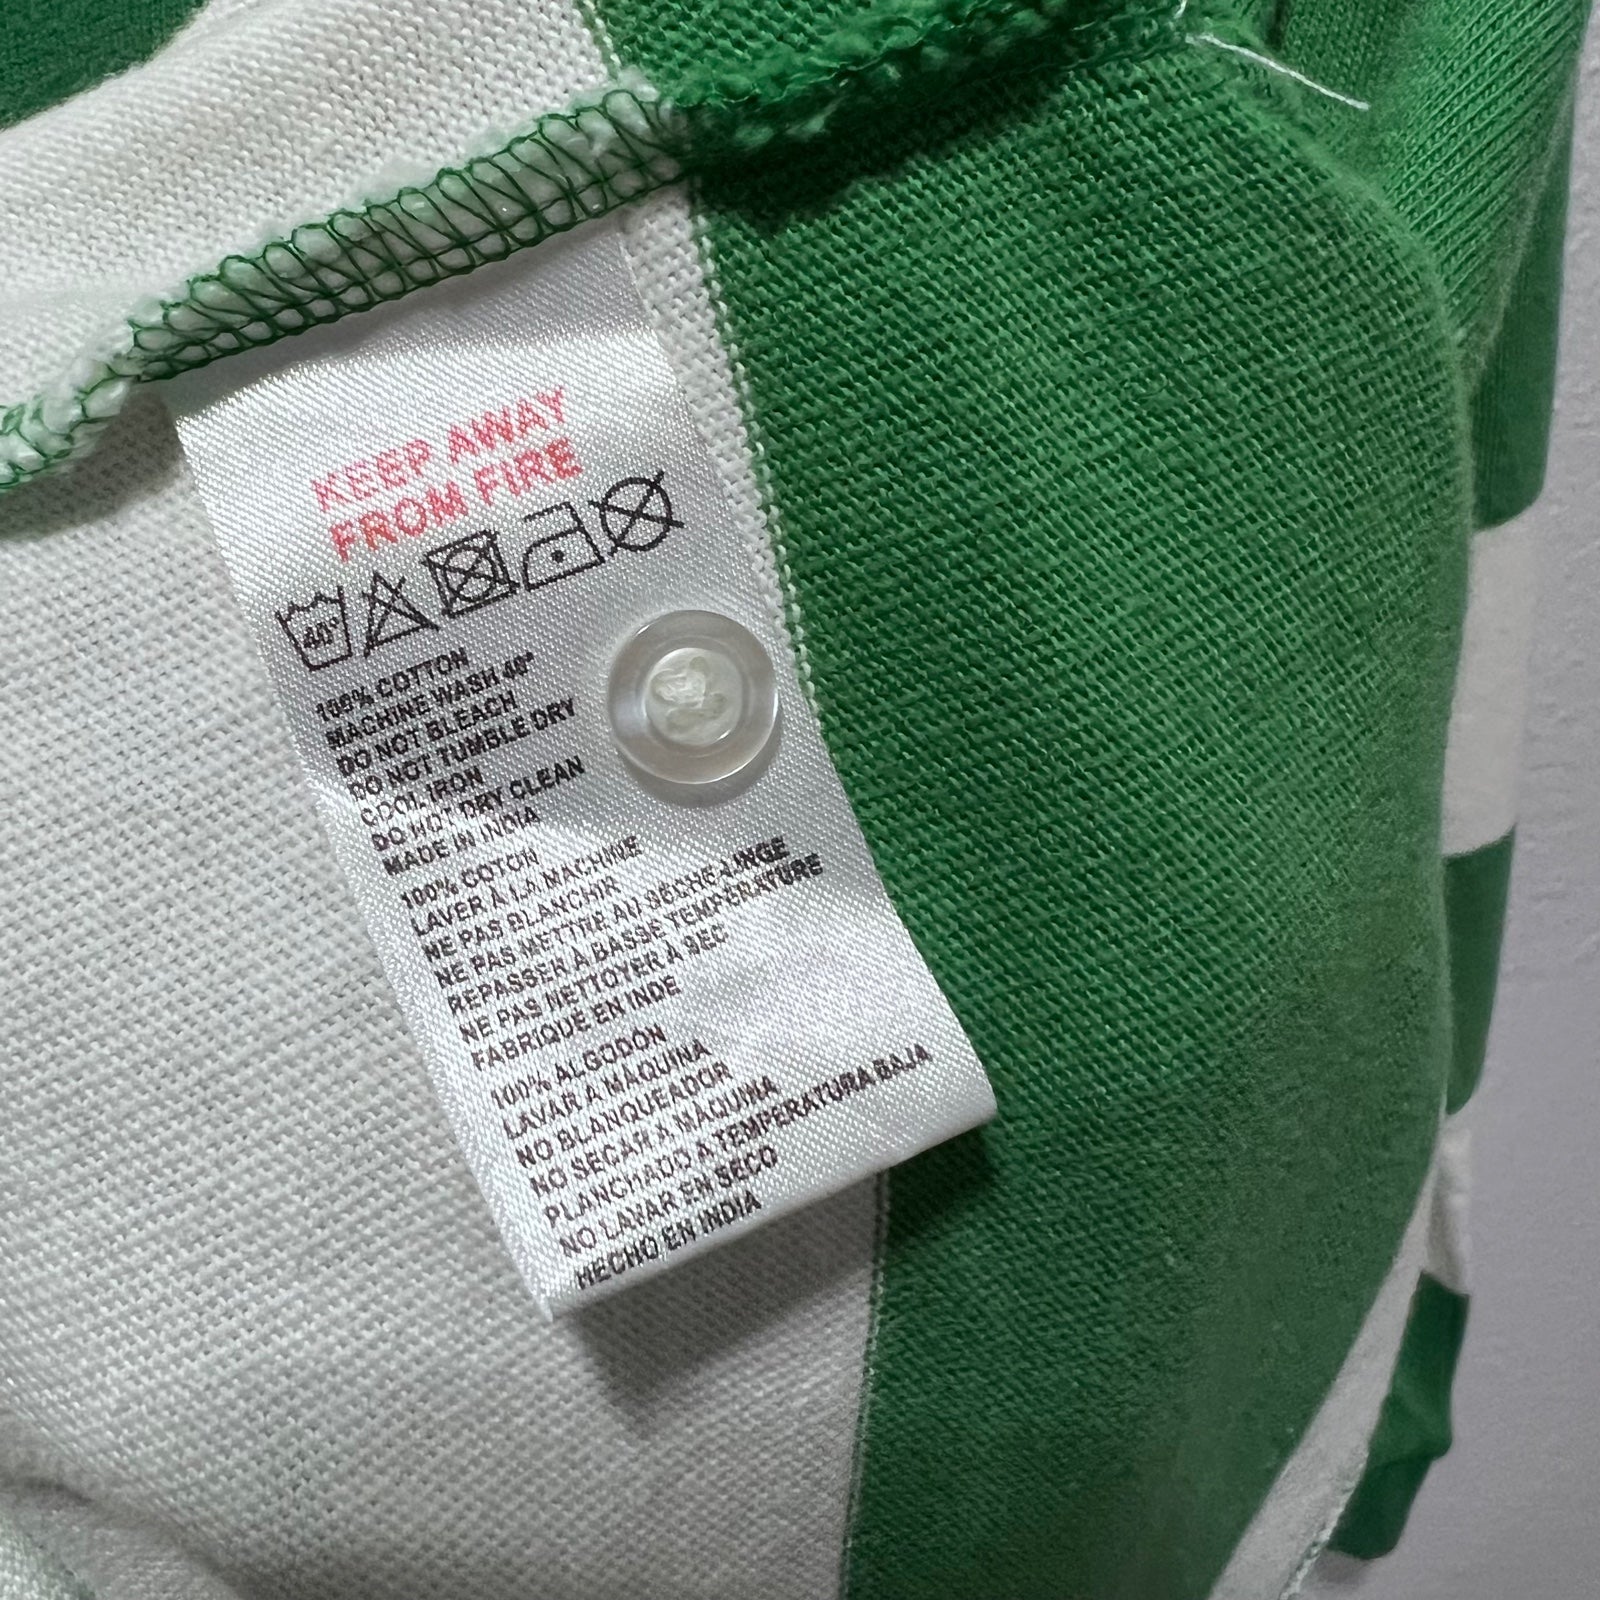 KEEP AWAY
FROM FIRE
40°
100% COTTON
MACHINE WASH 40°
DO NOT BLEACH
DO NOT TUMBLE DRY
COOL IRON
DO NOT DRY CLEAN
MADE IN INDIA
100% COTON
LAVER À LA MACHINE
NE PAS BLANCHIR
NE PAS METTRE AU SÈCHE-LINGE
REPASSER À BASSE TEMPÉRATURE
NE PAS NETTOYER À SEC
FABRIQUÉ EN INDE
100% ALGODÓN
LAVAR A MÁQUINA
NO BLANQUEADOR
NO SECAR A MÁQUINA
PLANCHADO A TEMPERATURA BAJA
NO LAVAR EN SECO
HECHO EN INDIA